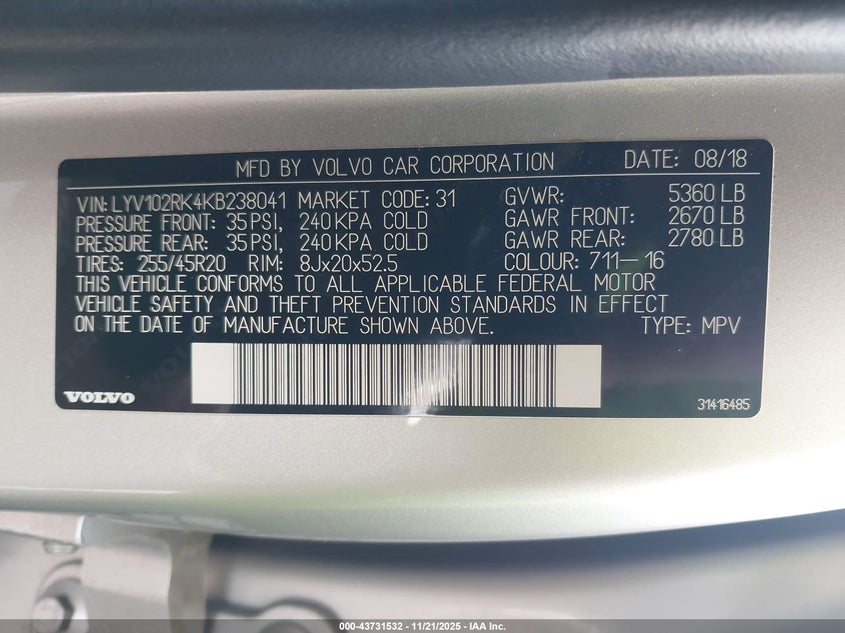 MFD BY VOLVO CAR CORPORATION DATE: 08/18
VIN: LYV102RK4KB238041 MARKET CODE: 31 GVWR: 5360 LB
PRESSURE FRONT: 35 PSI, 240 KPA COLD GAWR FRONT: 2670 LB
PRESSURE REAR: 35 PSI, 240 KPA COLD GAWR REAR: 2780 LB
TIRES: 255/45R20 RIM: 8Jx20x52.5 COLOUR: 711-16
THIS VEHICLE CONFORMS TO ALL APPLICABLE FEDERAL MOTOR
VEHICLE SAFETY AND THEFT PREVENTION STANDARDS IN EFFECT
ON THE DATE OF MANUFACTURE SHOWN ABOVE. TYPE: MPV
VOLVO 31416485
000-43731532 — 11/21/2025 — © IAA Inc.